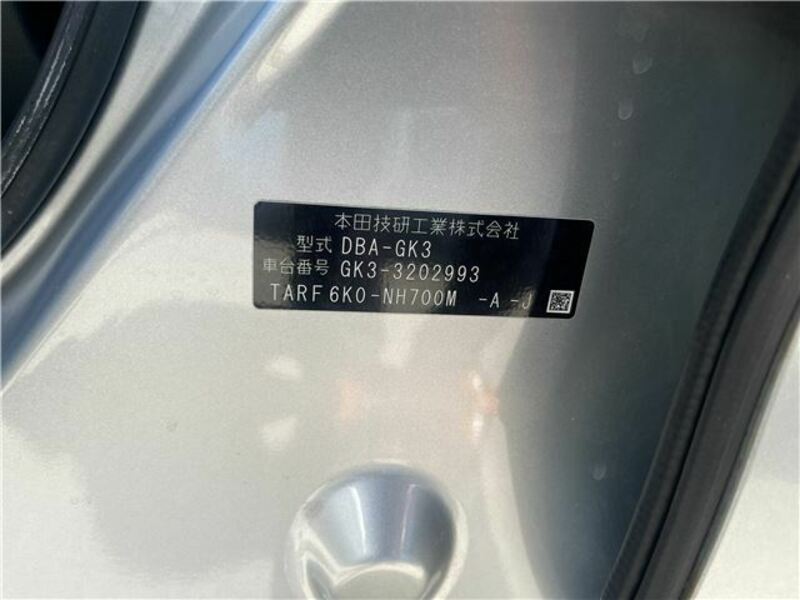 本田技研工業株式会社
型式 DBA-GK3
車台番号 GK3-3202993
TARF6K0-NH700M -A-J